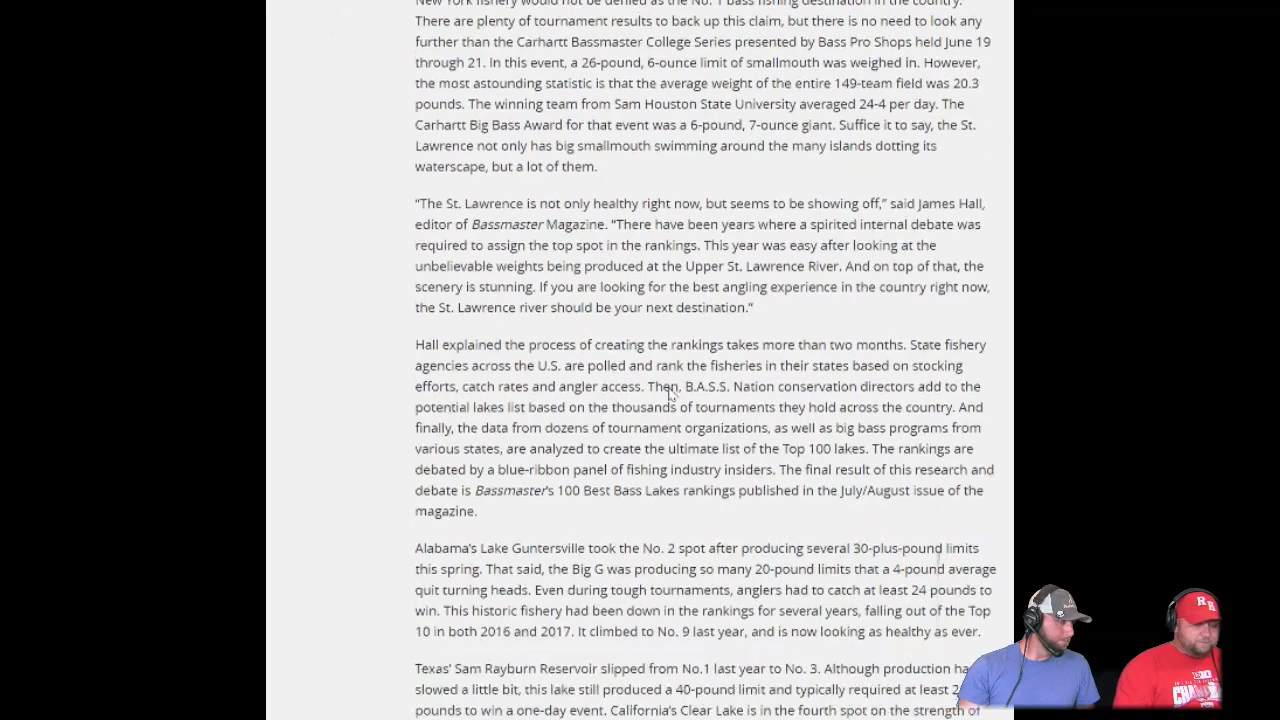 New York fishery would not be denied as the No. 1 bass fishing destination in the country.
There are plenty of tournament results to back up this claim, but there is no need to look any
further than the Carhartt Bassmaster College Series presented by Bass Pro Shops held June 19
through 21. In this event, a 26-pound, 6-ounce limit of smallmouth was weighed in. However,
the most astounding statistic is that the average weight of the entire 149-team field was 20.3
pounds. The winning team from Sam Houston State University averaged 24-4 per day. The
Carhartt Big Bass Award for that event was a 6-pound, 7-ounce giant. Suffice it to say, the St.
Lawrence not only has big smallmouth swimming around the many islands dotting its
waterscape, but a lot of them.
“The St. Lawrence is not only healthy right now, but seems to be showing off,” said James Hall,
editor of Bassmaster Magazine. “There have been years where a spirited internal debate was
required to assign the top spot in the rankings. This year was easy after looking at the
unbelievable weights being produced at the Upper St. Lawrence River. And on top of that, the
scenery is stunning. If you are looking for the best angling experience in the country right now,
the St. Lawrence river should be your next destination.”
Hall explained the process of creating the rankings takes more than two months. State fishery
agencies across the U.S. are polled and rank the fisheries in their states based on stocking
efforts, catch rates and angler access. Then, B.A.S.S. Nation conservation directors add to the
potential lakes list based on the thousands of tournaments they hold across the country. And
finally, the data from dozens of tournament organizations, as well as big bass programs from
various states, are analyzed to create the ultimate list of the Top 100 lakes. The rankings are
debated by a blue-ribbon panel of fishing industry insiders. The final result of this research and
debate is Bassmaster’s 100 Best Bass Lakes rankings published in the July/August issue of the
magazine.
Alabama’s Lake Guntersville took the No. 2 spot after producing several 30-plus-pound limits
this spring. That said, the Big G was producing so many 20-pound limits that a 4-pound average
quit turning heads. Even during tough tournaments, anglers had to catch at least 24 pounds to
win. This historic fishery had been down in the rankings for several years, falling out of the Top
10 in both 2016 and 2017. It climbed to No. 9 last year, and is now looking as healthy as ever.
Texas’ Sam Rayburn Reservoir slipped from No.1 last year to No. 3. Although production
slowed a little bit, this lake still produced a 40-pound limit and typically required at least
pounds to win a one-day event. California’s Clear Lake is in the fourth spot on the strength of